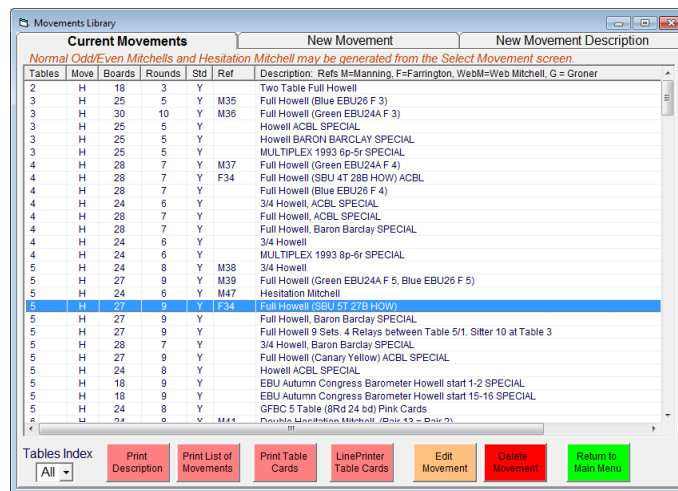 Movements Library
Current Movements New Movement New Movement Description
Normal Odd/Even Mitchells and Hesitation Mitchell may be generated from the Select Movement screen.
Tables Move Boards Rounds Std Ref Description: Refs M=Manning, F=Farrington, WebM=Web Mitchell, G = Groner
2 H 18 3 Y Two Table Full Howell
3 H 25 5 Y M35 Full Howell (Blue EBU26 F 3)
3 H 30 10 Y M36 Full Howell (Green EBU24A F 3)
3 H 25 5 Y Howell ACBL SPECIAL
3 H 25 5 Y Howell BARON BARCLAY SPECIAL
3 H 25 5 Y MULTIPLEX 1993 6p-5r SPECIAL
4 H 28 7 Y M37 Full Howell (Green EBU24A F 4)
4 H 28 7 Y F34 Full Howell (SBU 4T 28B HOW) ACBL
4 H 28 7 Y Full Howell (Blue EBU26 F 4)
4 H 24 6 Y 3/4 Howell, ACBL SPECIAL
4 H 28 7 Y Full Howell, ACBL SPECIAL
4 H 28 7 Y Full Howell, Baron Barclay SPECIAL
4 H 24 6 Y 3/4 Howell
4 H 24 6 Y MULTIPLEX 1993 8p-6r SPECIAL
5 H 24 8 Y M38 3/4 Howell
5 H 27 9 Y M39 Full Howell (Green EBU24A F 5, Blue EBU26 F 5)
5 H 24 6 Y M47 Hesitation Mitchell
5 H 27 9 Y F34 Full Howell (SBU 5T 27B HOW)
5 H 27 9 Y Full Howell, Baron Barclay SPECIAL
5 H 27 9 Y Full Howell 9 Sets. 4 Relays between Table 5/1. Sitter 10 at Table 3
5 H 28 7 Y 3/4 Howell, Baron Barclay SPECIAL
5 H 27 9 Y Full Howell (Canary Yellow) ACBL SPECIAL
5 H 24 8 Y Howell ACBL SPECIAL
5 H 18 9 Y EBU Autumn Congress Barometer Howell start 1-2 SPECIAL
5 H 18 9 Y EBU Autumn Congress Barometer Howell start 15-16 SPECIAL
5 H 24 8 Y GFBC 5 Table (8Rd 24 bd) Pink Cards
6 H 24 8 Y M41 Double Hesitation Mitchell, (Pair 13 = Pair 2)
Tables Index
All
Print Description
Print List of Movements
Print Table Cards
LinePrinter Table Cards
Edit Movement
Delete Movement
Return to Main Menu